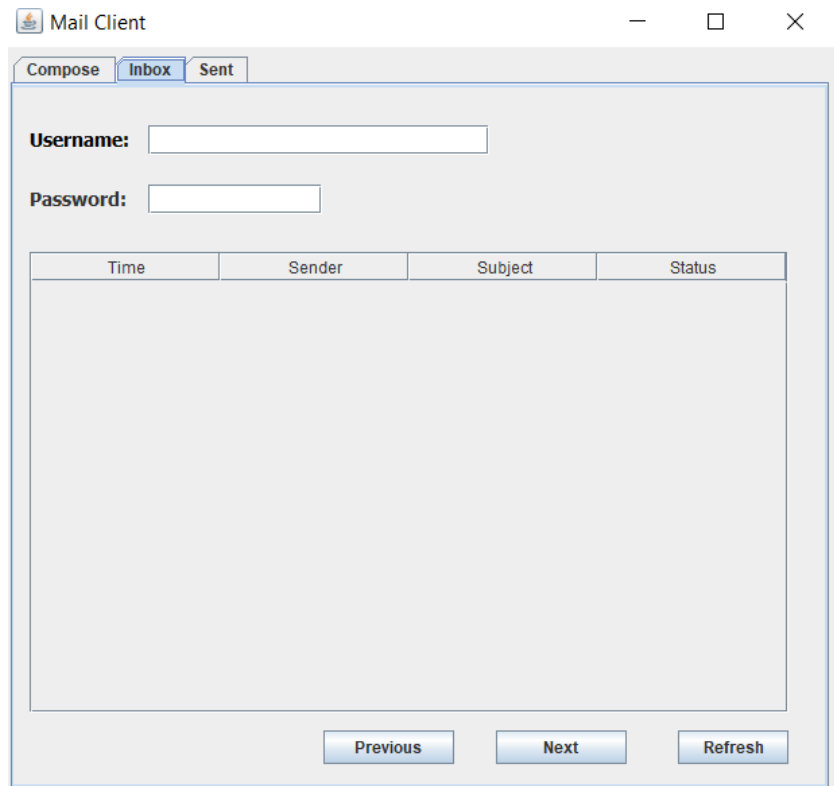 Mail Client
Compose Inbox Sent
Username:
Password:
Time Sender Subject Status
Previous Next Refresh